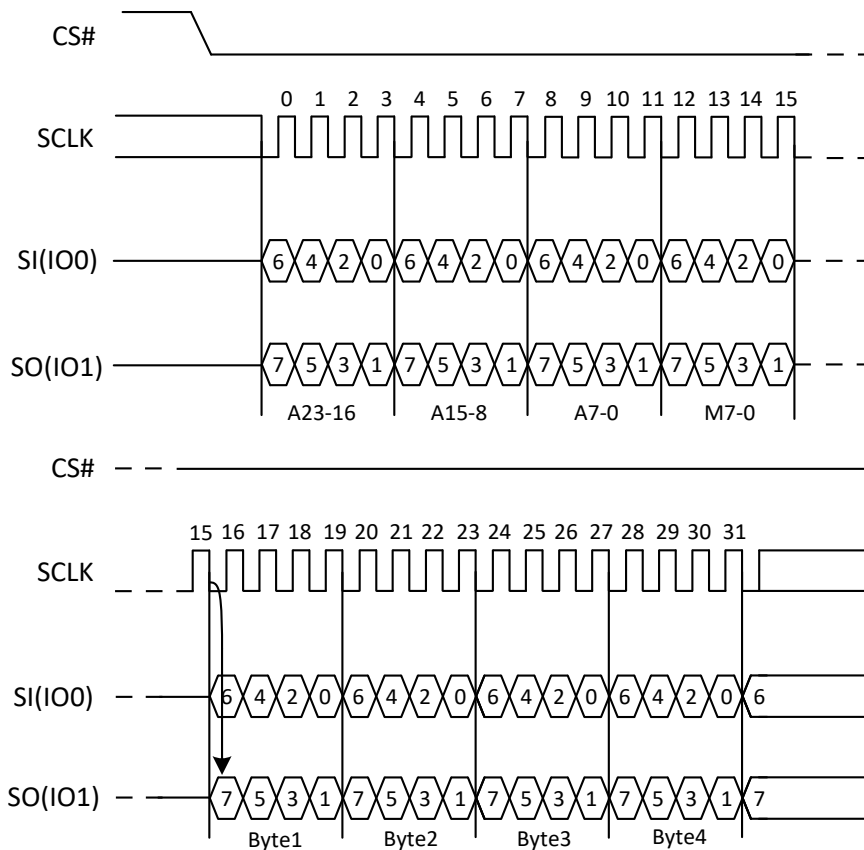 CS#
0 1 2 3 4 5 6 7 8 9 10 11 12 13 14 15
SCLK
SI(IO0) 6 4 2 0 6 4 2 0 6 4 2 0 6 4 2 0
SO(IO1) 7 5 3 1 7 5 3 1 7 5 3 1 7 5 3 1
A23-16 A15-8 A7-0 M7-0
CS#
15 16 17 18 19 20 21 22 23 24 25 26 27 28 29 30 31
SCLK
SI(IO0) 6 4 2 0 6 4 2 0 6 4 2 0 6 4 2 0 6
SO(IO1) 7 5 3 1 7 5 3 1 7 5 3 1 7 5 3 1 7
Byte1 Byte2 Byte3 Byte4